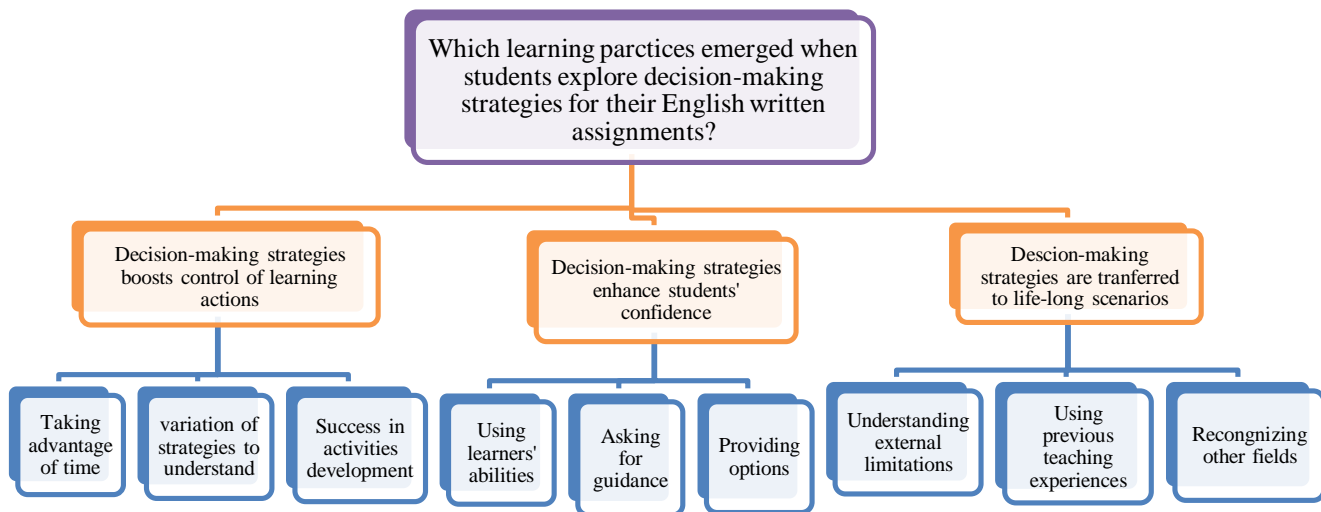 Which learning parctices emerged when
students explore decision-making
strategies for their English written
assignments?
Decision-making strategies
boosts control of learning
actions
Decision-making strategies
enhance students'
confidence
Descion-making
strategies are tranferred
to life-long scenarios
Taking
advantage
of time
variation of
strategies to
understand
Success in
activities
development
Using
learners'
abilities
Asking
for
guidance
Providing
options
Understanding
external
limitations
Using
previous
teaching
experiences
Recongnizing
other fields